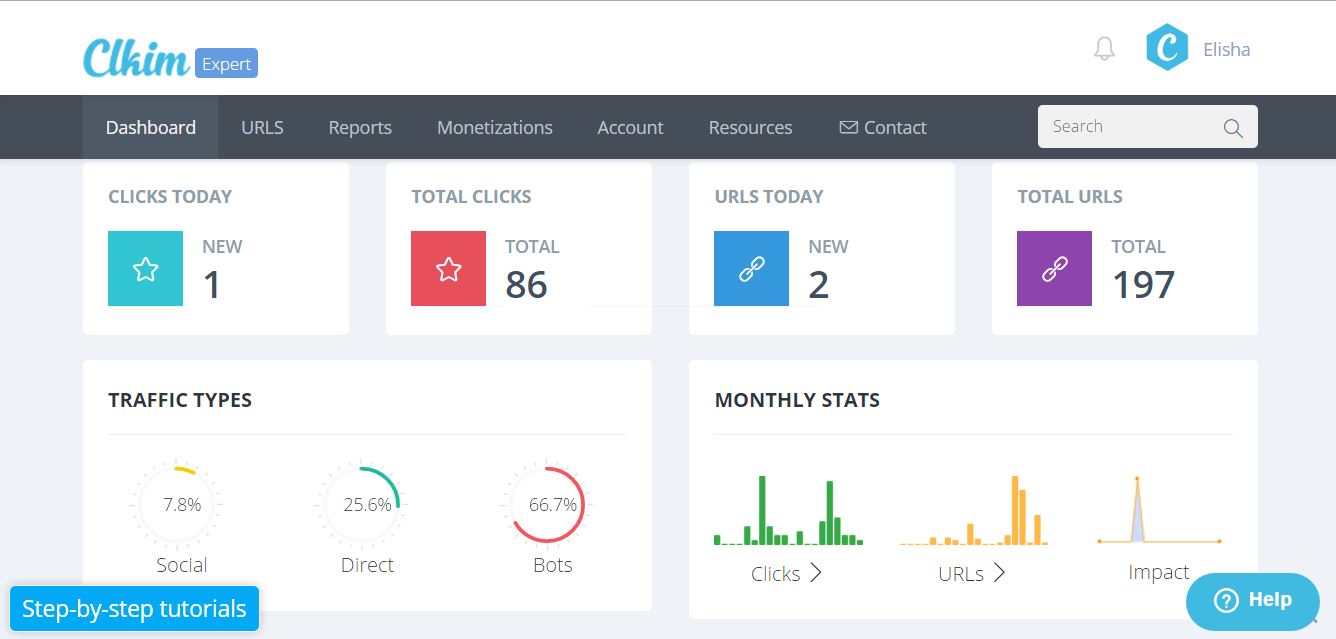 Clkim Expert
Elisha
Dashboard URLS Reports Monetizations Account Resources Contact Search
CLICKS TODAY TOTAL CLICKS URLS TODAY TOTAL URLS
NEW TOTAL NEW TOTAL
1 86 2 197
TRAFFIC TYPES MONTHLY STATS
7.8% 25.6% 66.7%
Social Direct Bots
Clicks URLs Impact
Step-by-step tutorials
Help